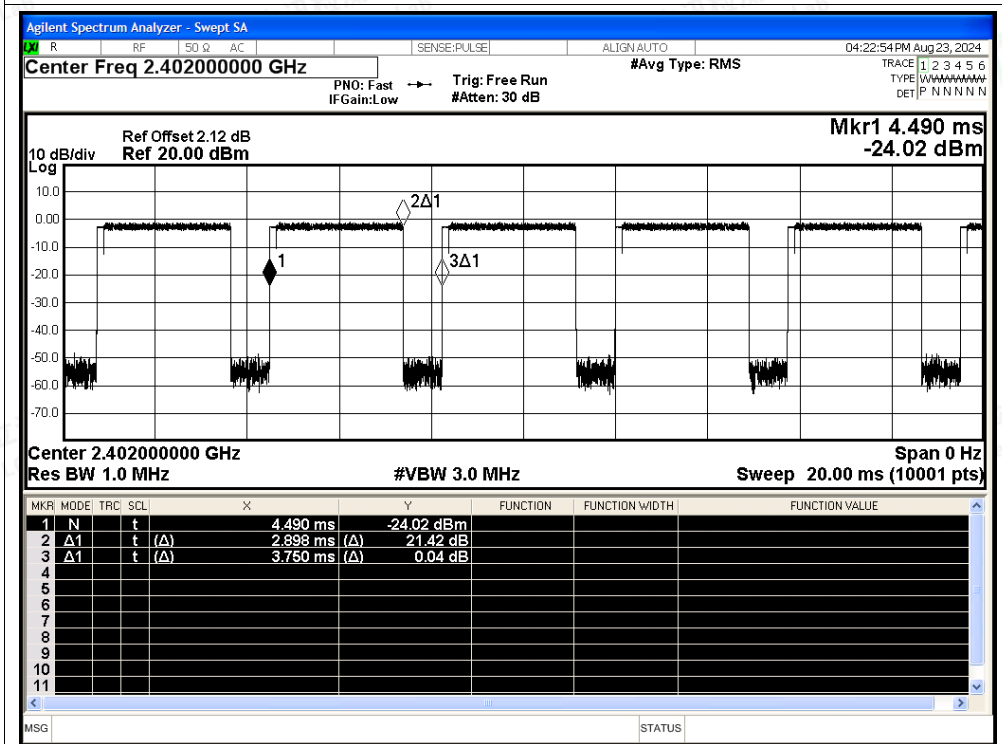 Agilent Spectrum Analyzer - Swept SA
LXI R RF 50 Ω AC SENSE:PULSE ALIGN AUTO 04:22:54 PM Aug 23, 2024
Center Freq 2.402000000 GHz #Avg Type: RMS TRACE 1 2 3 4 5 6
PNO: Fast Trig: Free Run TYPE W
IFGain:Low #Atten: 30 dB DET P N N N N N
Mkr1 4.490 ms
Ref Offset 2.12 dB
10 dB/div Ref 20.00 dBm -24.02 dBm
Log
10.0
2Δ1
0.00
-10.0
1 3Δ1
-20.0
-30.0
-40.0
-50.0
-60.0
-70.0
Center 2.402000000 GHz Span 0 Hz
Res BW 1.0 MHz #VBW 3.0 MHz Sweep 20.00 ms (10001 pts)
MKR MODE TRC SCL X Y FUNCTION FUNCTION WIDTH FUNCTION VALUE
1 N t 4.490 ms -24.02 dBm
2 Δ1 t (Δ) 2.898 ms (Δ) 21.42 dB
3 Δ1 t (Δ) 3.750 ms (Δ) 0.04 dB
4
5
6
7
8
9
10
11
MSG STATUS